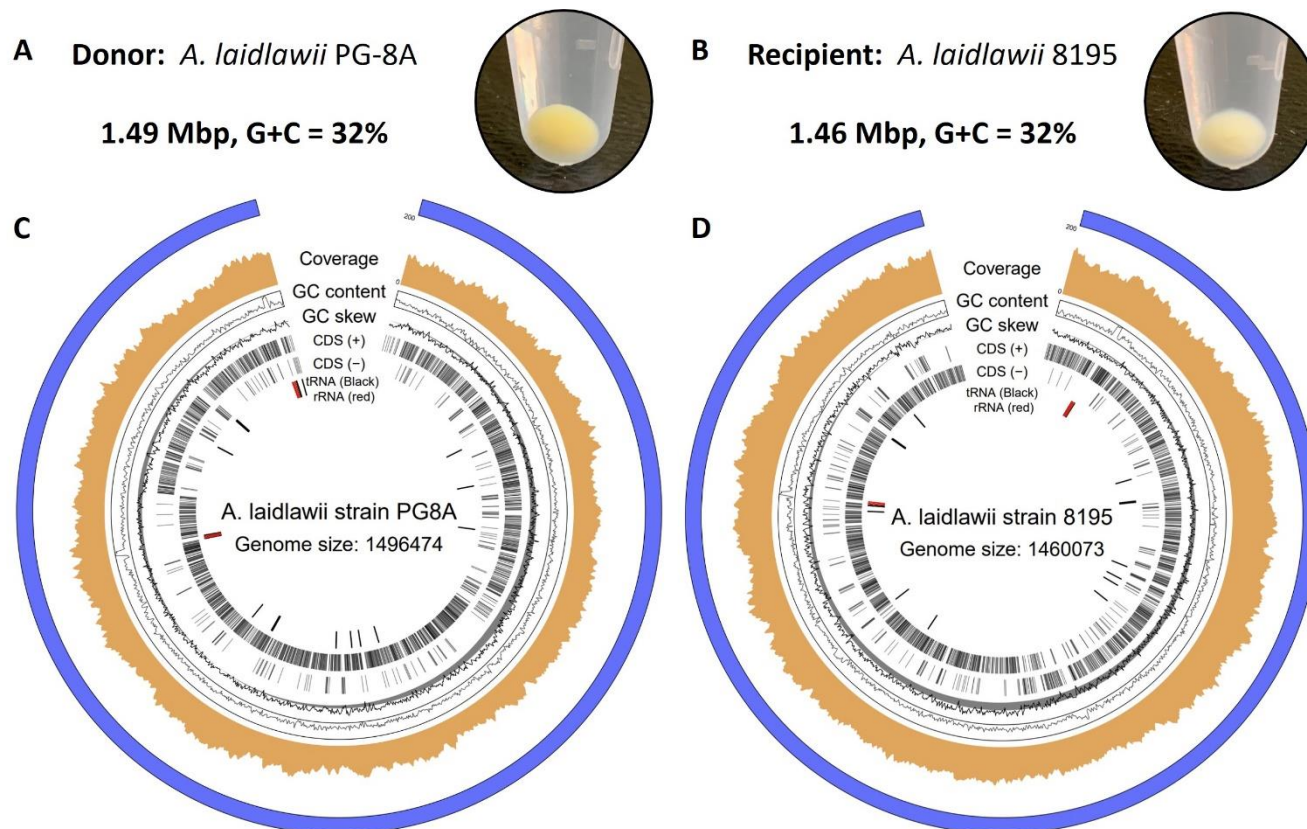 A Donor: A. laidlawii PG-8A
1.49 Mbp, G+C = 32%
B Recipient: A. laidlawii 8195
1.46 Mbp, G+C = 32%
C
200
0
Coverage
GC content
GC skew
CDS (+)
CDS (−)
tRNA (Black)
rRNA (red)
A. laidlawii strain PG8A
Genome size: 1496474
D
200
0
Coverage
GC content
GC skew
CDS (+)
CDS (−)
tRNA (Black)
rRNA (red)
A. laidlawii strain 8195
Genome size: 1460073